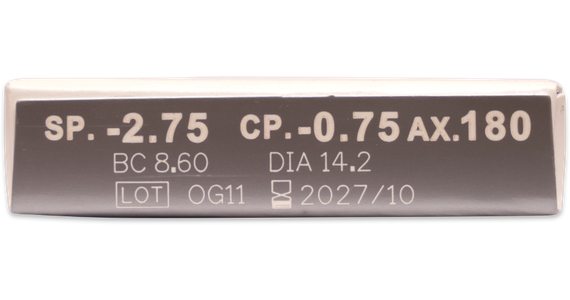 SP. -2.75 CP. -0.75 AX. 180
BC 8.60 DIA 14.2
LOT OG11 2027/10